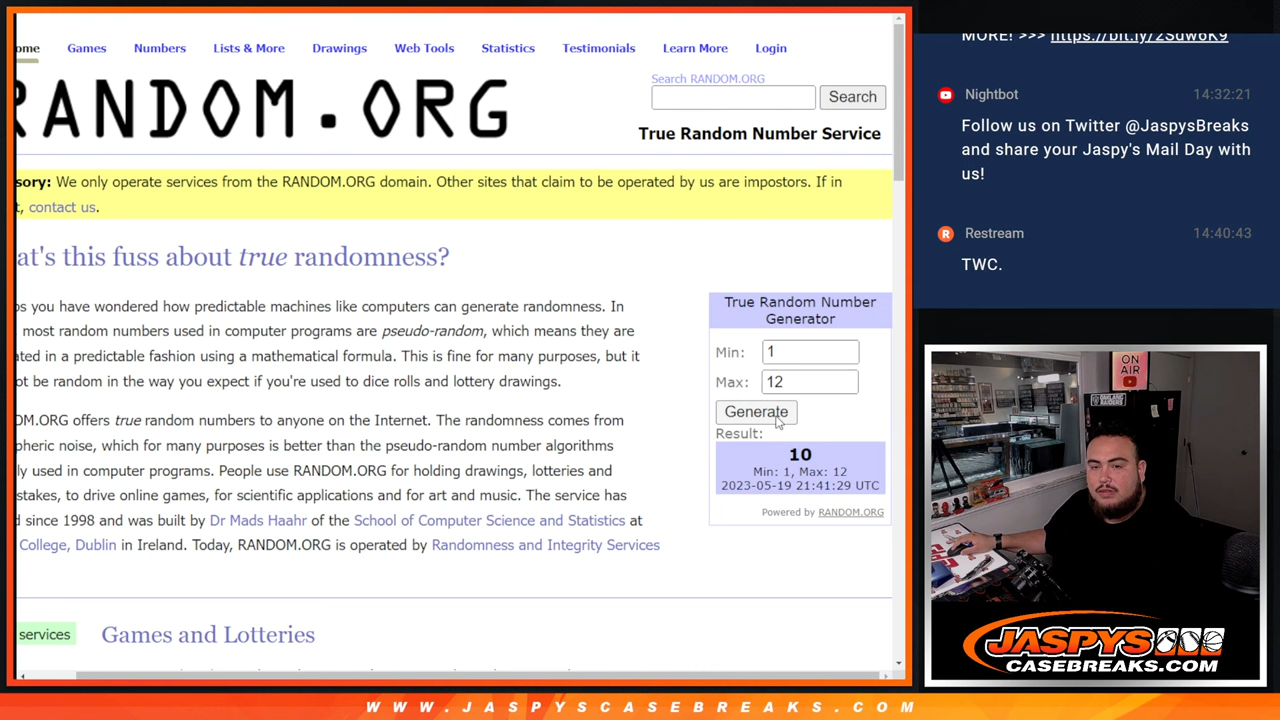 ome Games Numbers Lists & More Drawings Web Tools Statistics Testimonials Learn More Login
RANDOM.ORG
Search RANDOM.ORG
Search
True Random Number Service
sory: We only operate services from the RANDOM.ORG domain. Other sites that claim to be operated by us are impostors. If in
t, contact us.
at's this fuss about true randomness?
ps you have wondered how predictable machines like computers can generate randomness. In
most random numbers used in computer programs are pseudo-random, which means they are
ated in a predictable fashion using a mathematical formula. This is fine for many purposes, but it
ot be random in the way you expect if you're used to dice rolls and lottery drawings.
OM.ORG offers true random numbers to anyone on the Internet. The randomness comes from
pheric noise, which for many purposes is better than the pseudo-random number algorithms
ly used in computer programs. People use RANDOM.ORG for holding drawings, lotteries and
stakes, to drive online games, for scientific applications and for art and music. The service has
d since 1998 and was built by Dr Mads Haahr of the School of Computer Science and Statistics at
College, Dublin in Ireland. Today, RANDOM.ORG is operated by Randomness and Integrity Services
True Random Number
Generator
Min: 1
Max: 12
Generate
Result:
10
Min: 1, Max: 12
2023-05-19 21:41:29 UTC
Powered by RANDOM.ORG
services
Games and Lotteries
MORE! >>> https://bit.ly/2Sdw6K9
Nightbot 14:32:21
Follow us on Twitter @JaspysBreaks
and share your Jaspy's Mail Day with
us!
Restream 14:40:43
TWC.
ON
AIR
JASPYS
CASEBREAKS.COM
WWW.JASPYSCASEBREAKS.COM